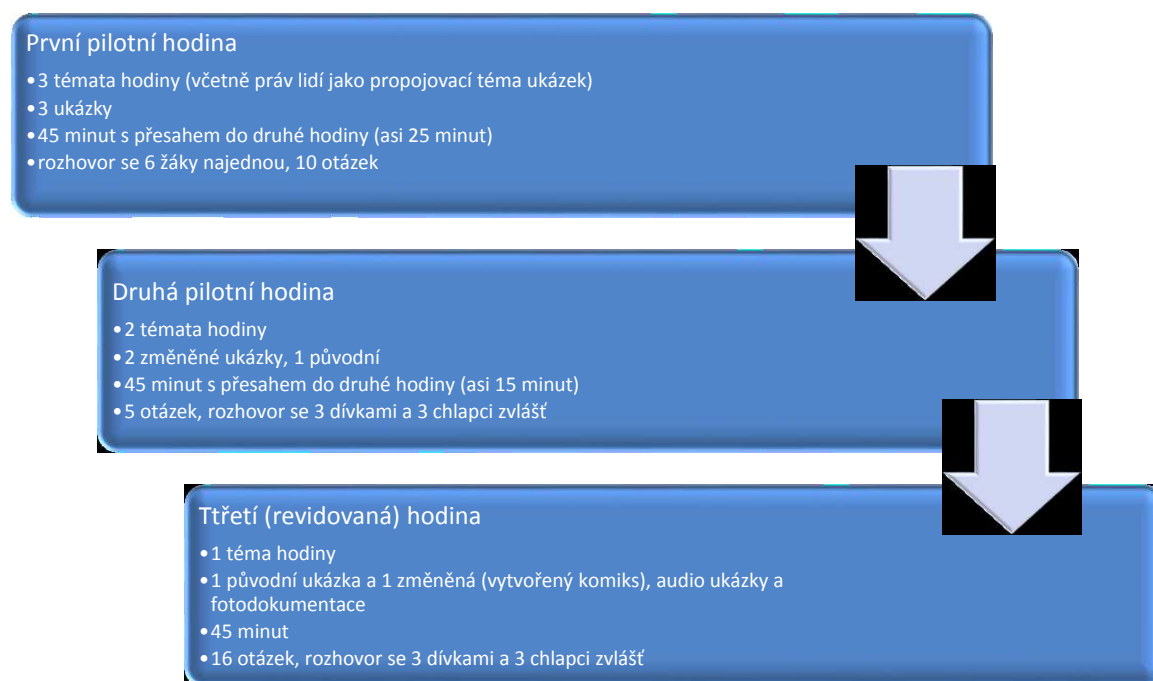 První pilotní hodina
•3 témata hodiny (včetně práv lidí jako propojovací téma ukázek)
•3 ukázky
•45 minut s přesahem do druhé hodiny (asi 25 minut)
•rozhovor se 6 žáky najednou, 10 otázek
Druhá pilotní hodina
•2 témata hodiny
•2 změněné ukázky, 1 původní
•45 minut s přesahem do druhé hodiny (asi 15 minut)
•5 otázek, rozhovor se 3 dívkami a 3 chlapci zvlášť
Ttřetí (revidovaná) hodina
•1 téma hodiny
•1 původní ukázka a 1 změněná (vytvořený komiks), audio ukázky a
fotodokumentace
•45 minut
•16 otázek, rozhovor se 3 dívkami a 3 chlapci zvlášť